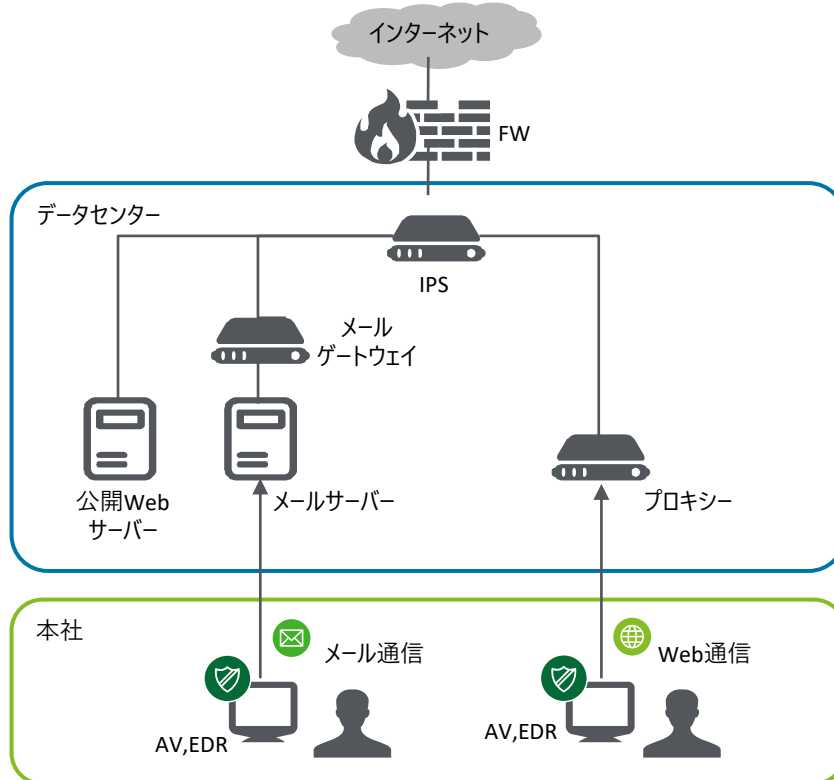 インターネット
FW
データセンター
IPS
メール
ゲートウェイ
公開Web
サーバー
メールサーバー
プロキシー
本社
メール通信
Web通信
AV,EDR
AV,EDR